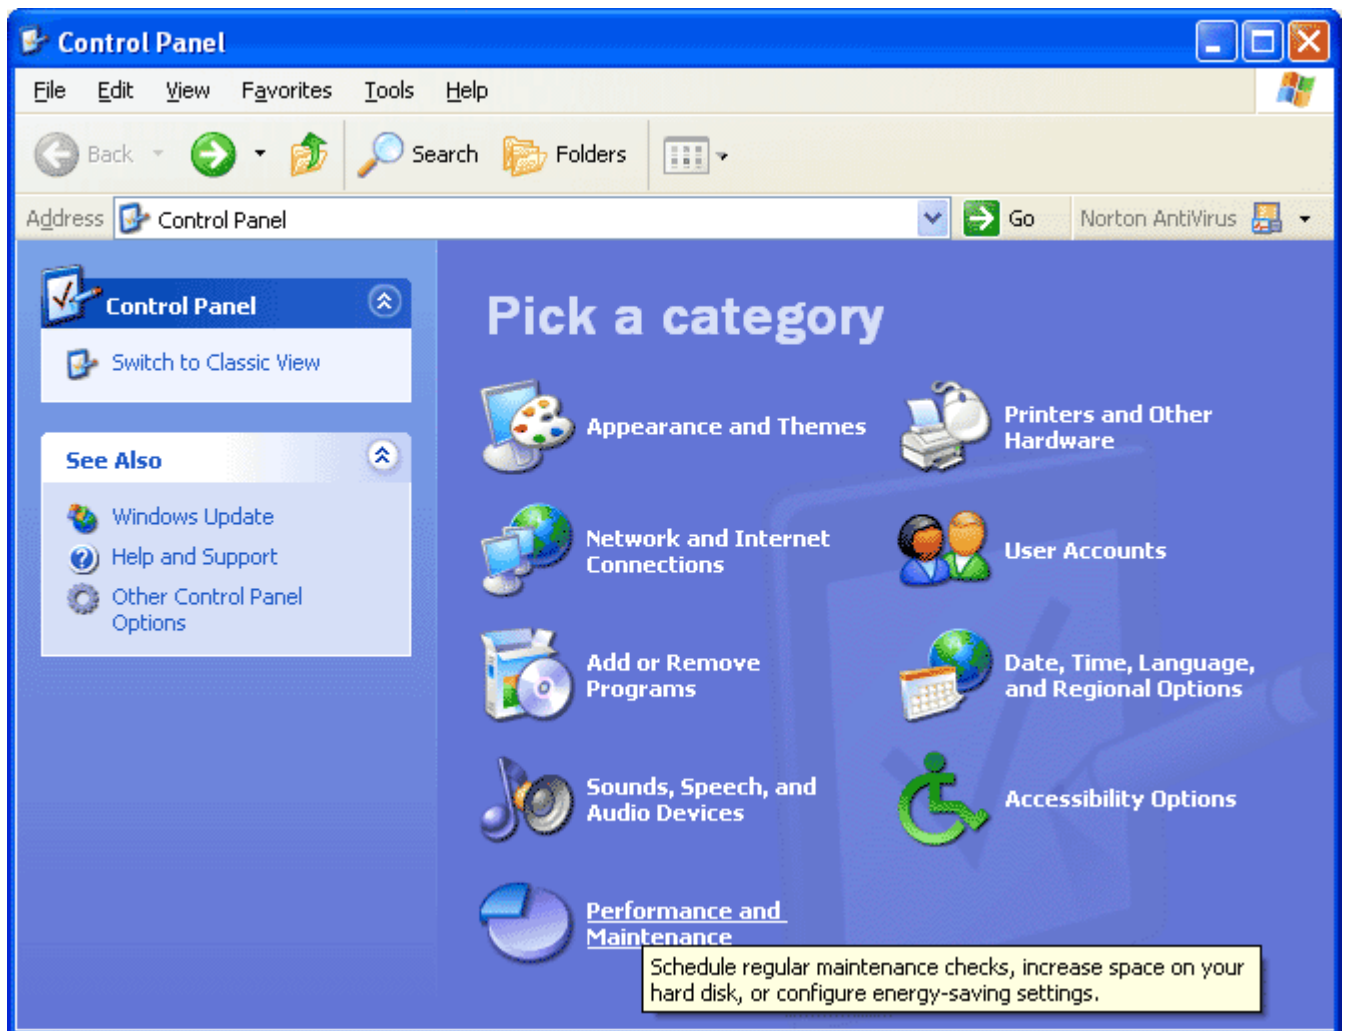 Control Panel
File Edit View Favorites Tools Help
Back Search Folders
Address Control Panel Go Norton AntiVirus
Control Panel
Switch to Classic View
See Also
Windows Update
Help and Support
Other Control Panel
Options
Pick a category
Appearance and Themes
Printers and Other
Hardware
Network and Internet
Connections
User Accounts
Add or Remove
Programs
Date, Time, Language,
and Regional Options
Sounds, Speech, and
Audio Devices
Accessibility Options
Performance and
Maintenance
Schedule regular maintenance checks, increase space on your
hard disk, or configure energy-saving settings.